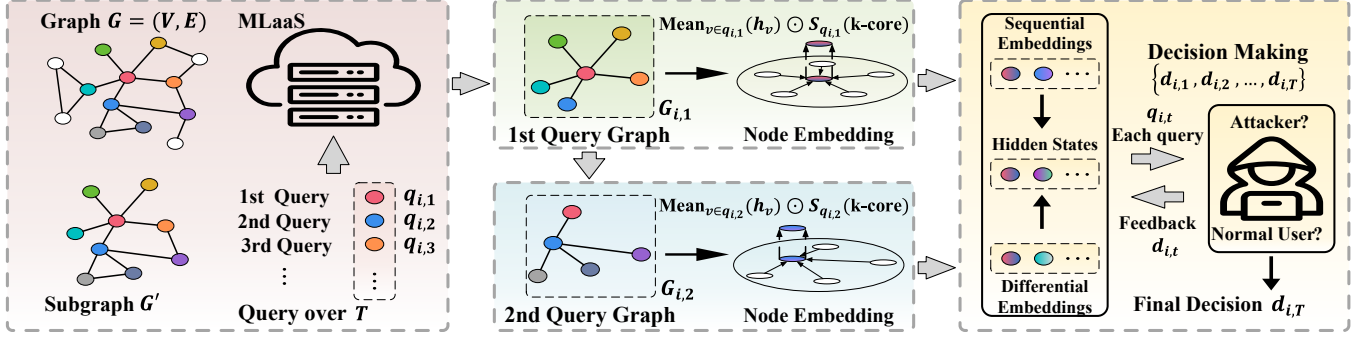 Graph G = (V, E)
MLaaS
1st Query q_{i,1}
2nd Query q_{i,2}
3rd Query q_{i,3}
⋮ ⋮
Subgraph G′
Query over T
Mean_{v∈q_{i,1}}(h_v) ⊙ S_{q_{i,1}}(k-core)
G_{i,1}
1st Query Graph
Node Embedding
Mean_{v∈q_{i,2}}(h_v) ⊙ S_{q_{i,2}}(k-core)
G_{i,2}
2nd Query Graph
Node Embedding
Sequential
Embeddings
···
Hidden States
···
···
Differential
Embeddings
Decision Making
{d_{i,1}, d_{i,2}, ..., d_{i,T}}
q_{i,t}
Each query
Feedback
d_{i,t}
Attacker?
Normal User?
Final Decision d_{i,T}